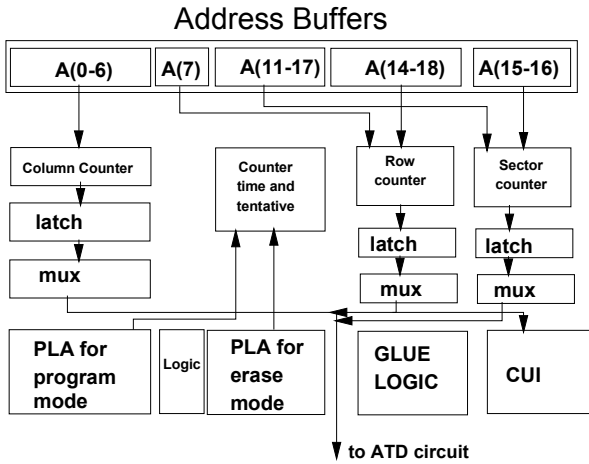 Address Buffers
A(0-6)
A(7)
A(11-17)
A(14-18)
A(15-16)
Column Counter
Counter
time and
tentative
Row
counter
Sector
counter
latch
latch
latch
mux
mux
mux
PLA for
program
mode
Logic
PLA for
erase
mode
GLUE
LOGIC
CUI
to ATD circuit